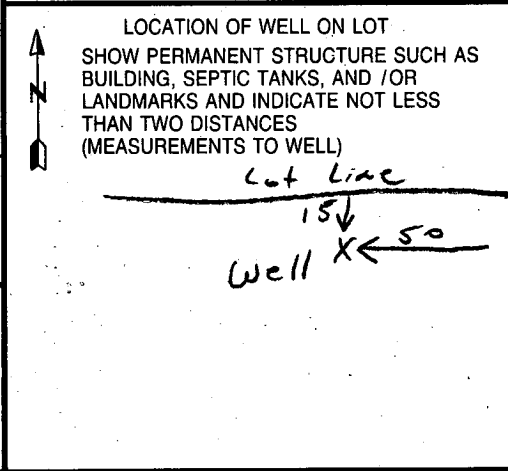 LOCATION OF WELL ON LOT
SHOW PERMANENT STRUCTURE SUCH AS
BUILDING, SEPTIC TANKS, AND /OR
LANDMARKS AND INDICATE NOT LESS
THAN TWO DISTANCES
(MEASUREMENTS TO WELL)
N
Lot Line
15
X 50
Well